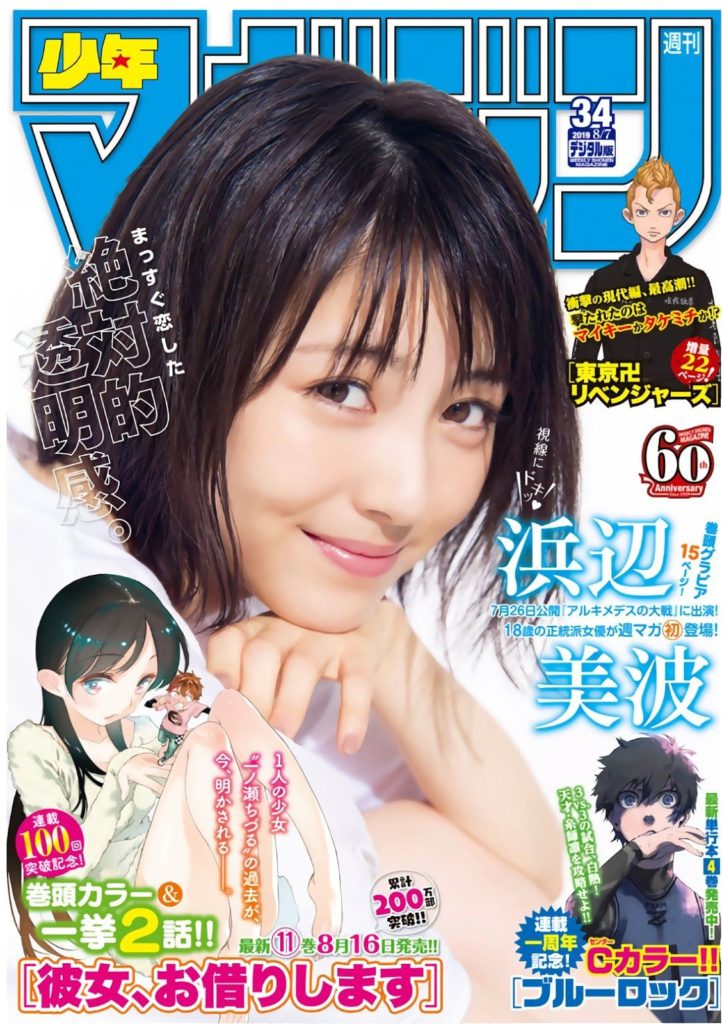 少年
マガジン
週刊
34
2019 8/7
デジタル版
WEEKLY SHONEN
MAGAZINE
まっすぐ恋した
絶対的
透明感。
衝撃の現代編、最高潮!!
撃たれたのは
マイキーかタケミチか!?
増量
22
ページ!
[東京卍
リベンジャーズ]
WEEKLY SHONEN
MAGAZINE
60th
Anniversary
視線に
ドキッ♥
巻頭グラビア
15ページ!
浜辺
美波
7月26日公開『アルキメデスの大戦』に出演!
18歳の正統派女優が週マガ初登場!
1人の少女
“一ノ瀬ちづる”の過去が、
今、明かされる――。
連載
100回
突破記念!
巻頭カラー&
一挙2話!!
累計
200万部
突破!!
最新⑪巻8月16日発売!!
[彼女、お借りします]
最新単行本4巻発売中!
3vs.3の試合、白熱!
天才・糸師凛を攻略せよ!!
連載
一周年
記念!
センター
Cカラー!!
[ブルーロック]